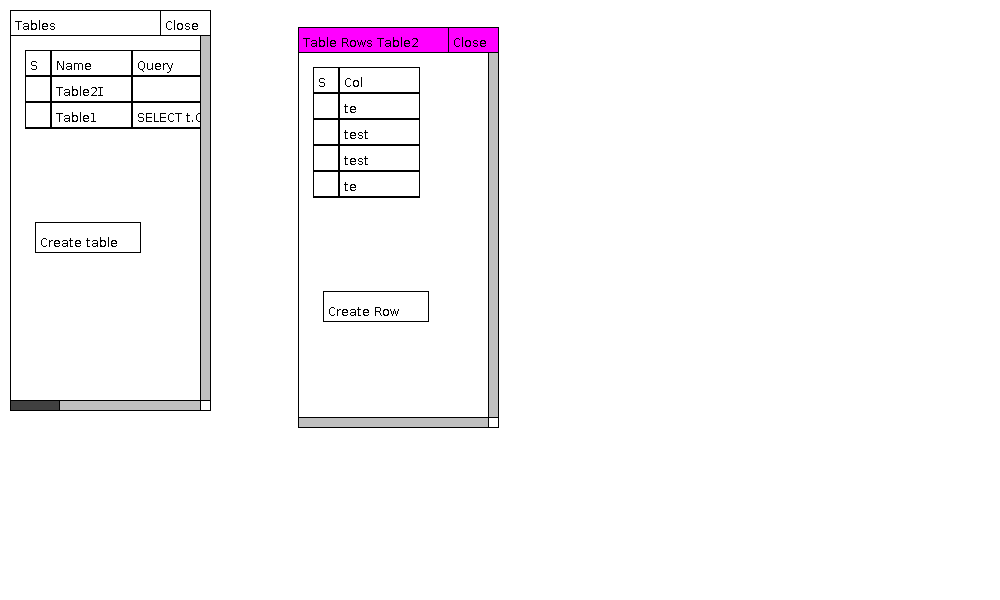 Tables Close
S Name Query
Table2I
Table1 SELECT t.
Create table
Table Rows Table2 Close
S Col
te
test
test
te
Create Row